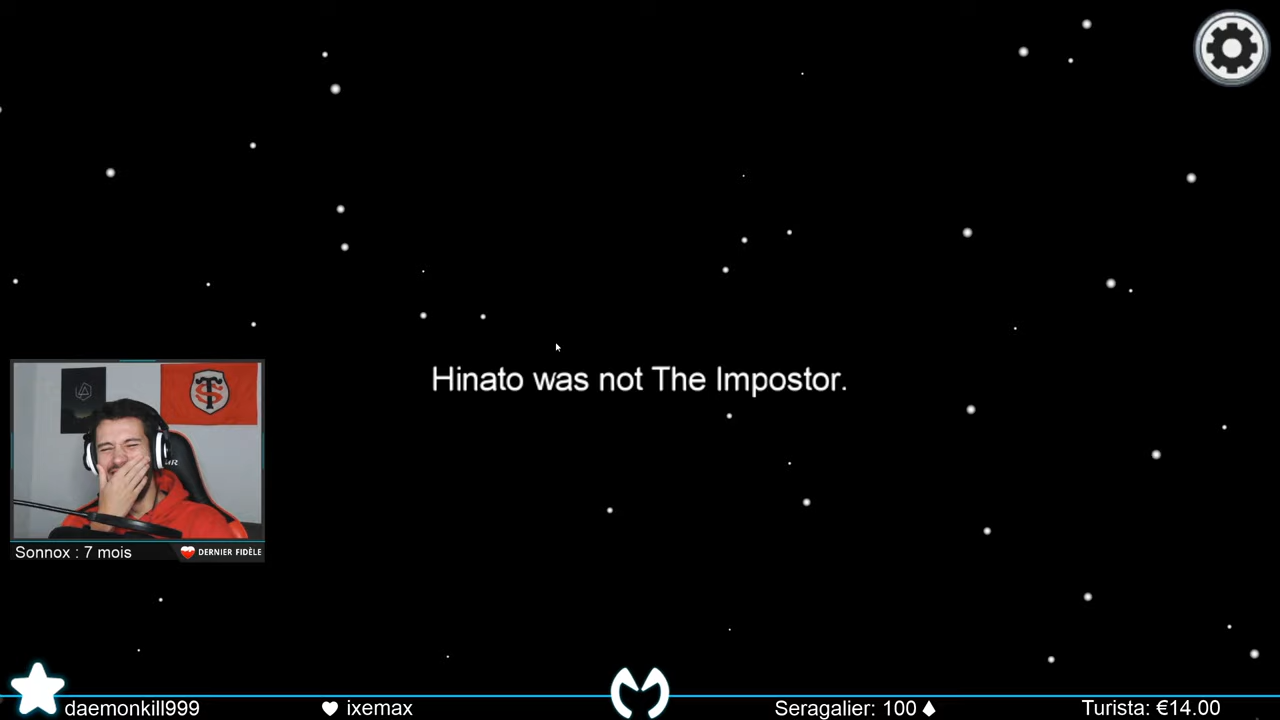 Hinato was not The Impostor.
Sonnox : 7 mois
DERNIER FIDÈLE
daemonkill999
ixemax
Seragalier: 100
Turista: €14.00